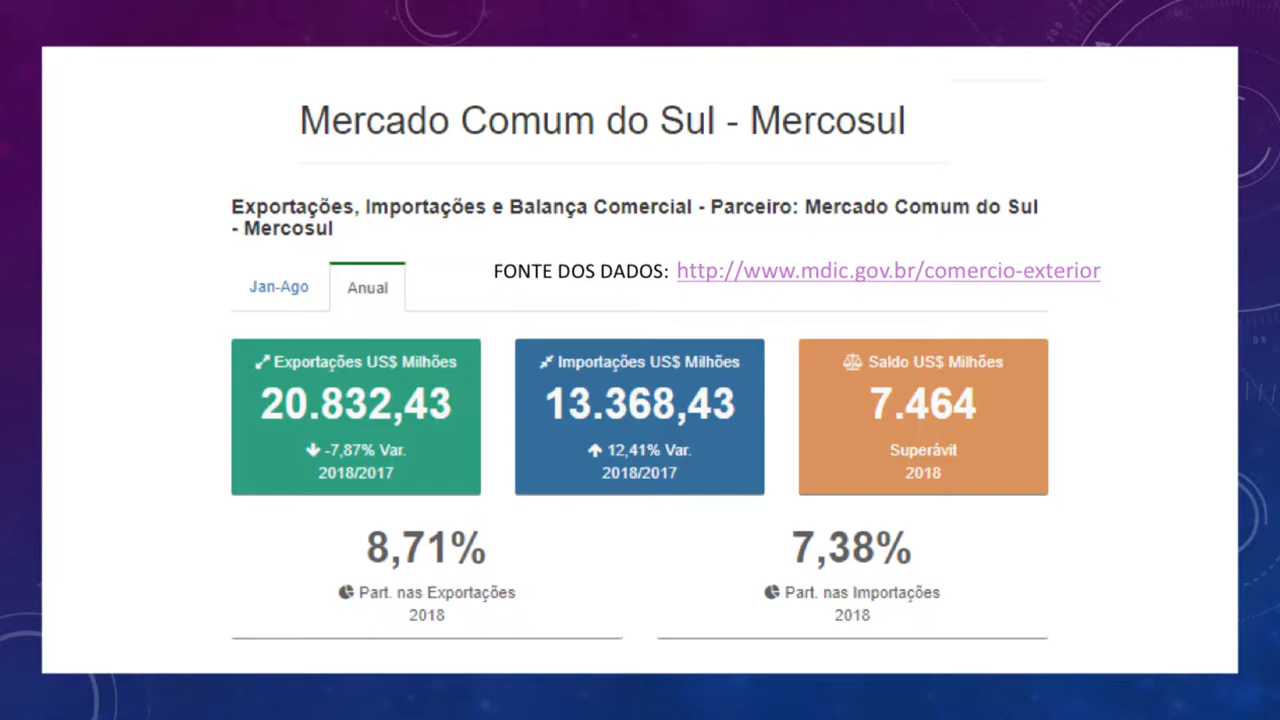 Mercado Comum do Sul - Mercosul
Exportações, Importações e Balança Comercial - Parceiro: Mercado Comum do Sul
- Mercosul
FONTE DOS DADOS: http://www.mdic.gov.br/comercio-exterior
Jan-Ago
Anual
Exportações US$ Milhões
20.832,43
-7,87% Var.
2018/2017
Importações US$ Milhões
13.368,43
12,41% Var.
2018/2017
Saldo US$ Milhões
7.464
Superávit
2018
8,71%
Part. nas Exportações
2018
7,38%
Part. nas Importações
2018